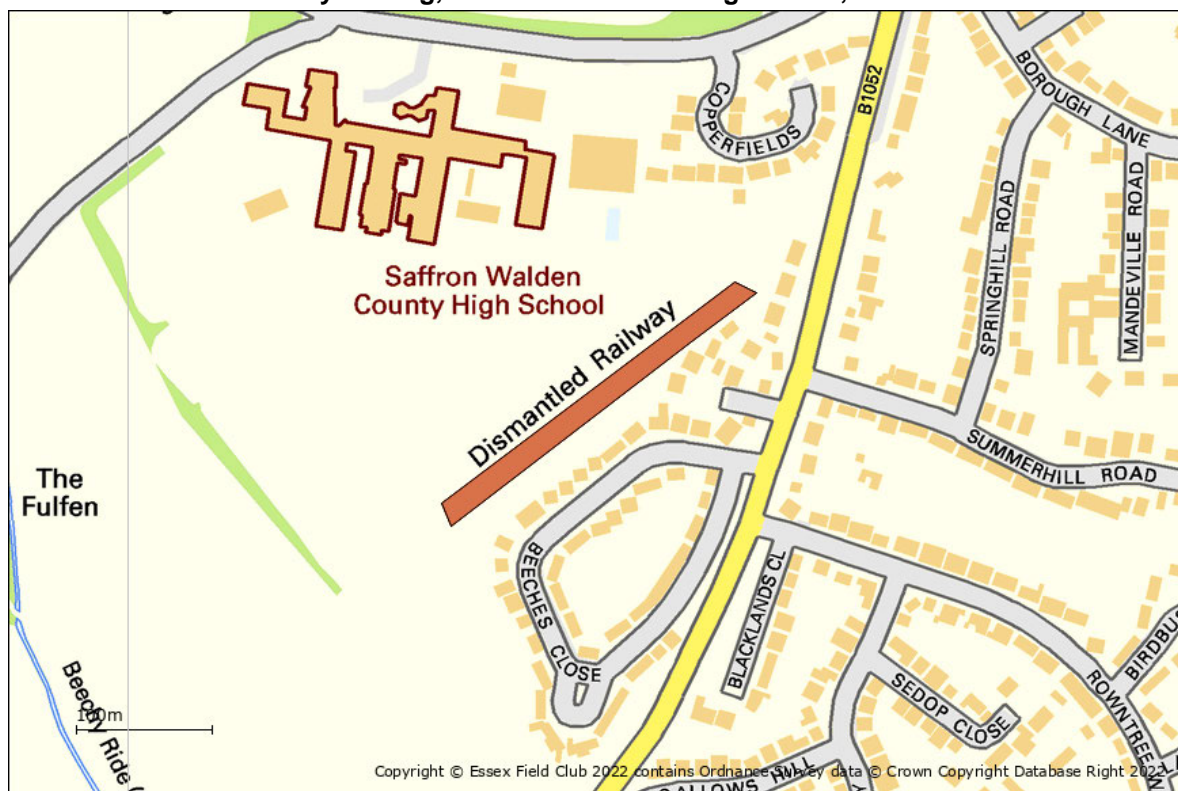 B1052
COPPERFIELDS
BOROUGH LANE
MANDEVILLE ROAD
SPRINGHILL ROAD
Saffron Walden
County High School
Dismantled Railway
SUMMERHILL ROAD
The
Fulfen
BEECHES CLOSE
BLACKLANDS CL
SEDOP CLOSE
ROWNTREE
Ride
100m
HILL
Copyright © Essex Field Club 2022 contains Ordnance Survey data © Crown Copyright Database Right 2022